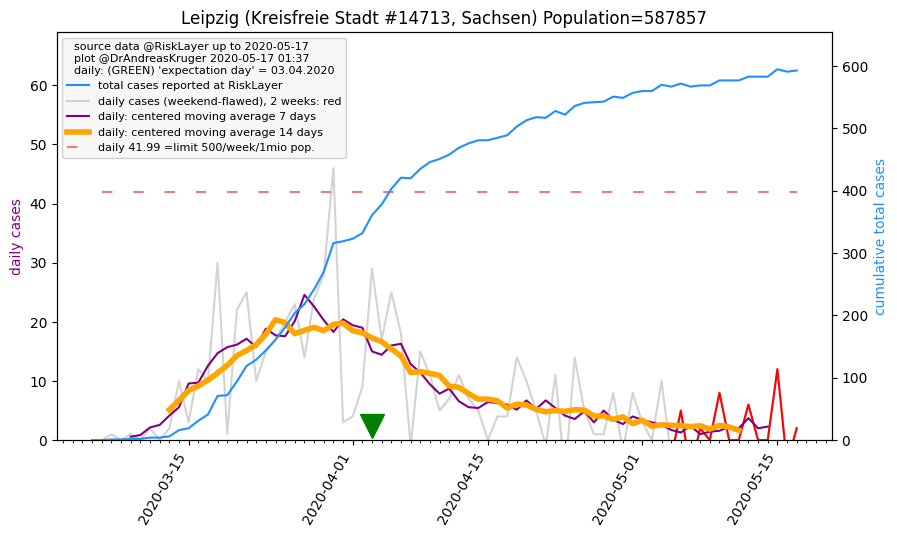 Leipzig (Kreisfreie Stadt #14713, Sachsen) Population=587857
source data @RiskLayer up to 2020-05-17
plot @DrAndreasKruger 2020-05-17 01:37
daily: (GREEN) 'expectation day' = 03.04.2020
total cases reported at RiskLayer
daily cases (weekend-flawed), 2 weeks: red
daily: centered moving average 7 days
daily: centered moving average 14 days
daily 41.99 =limit 500/week/1mio pop.
daily cases
60
50
40
30
20
10
0
cumulative total cases
600
500
400
300
200
100
0
2020-03-15
2020-04-01
2020-04-15
2020-05-01
2020-05-15